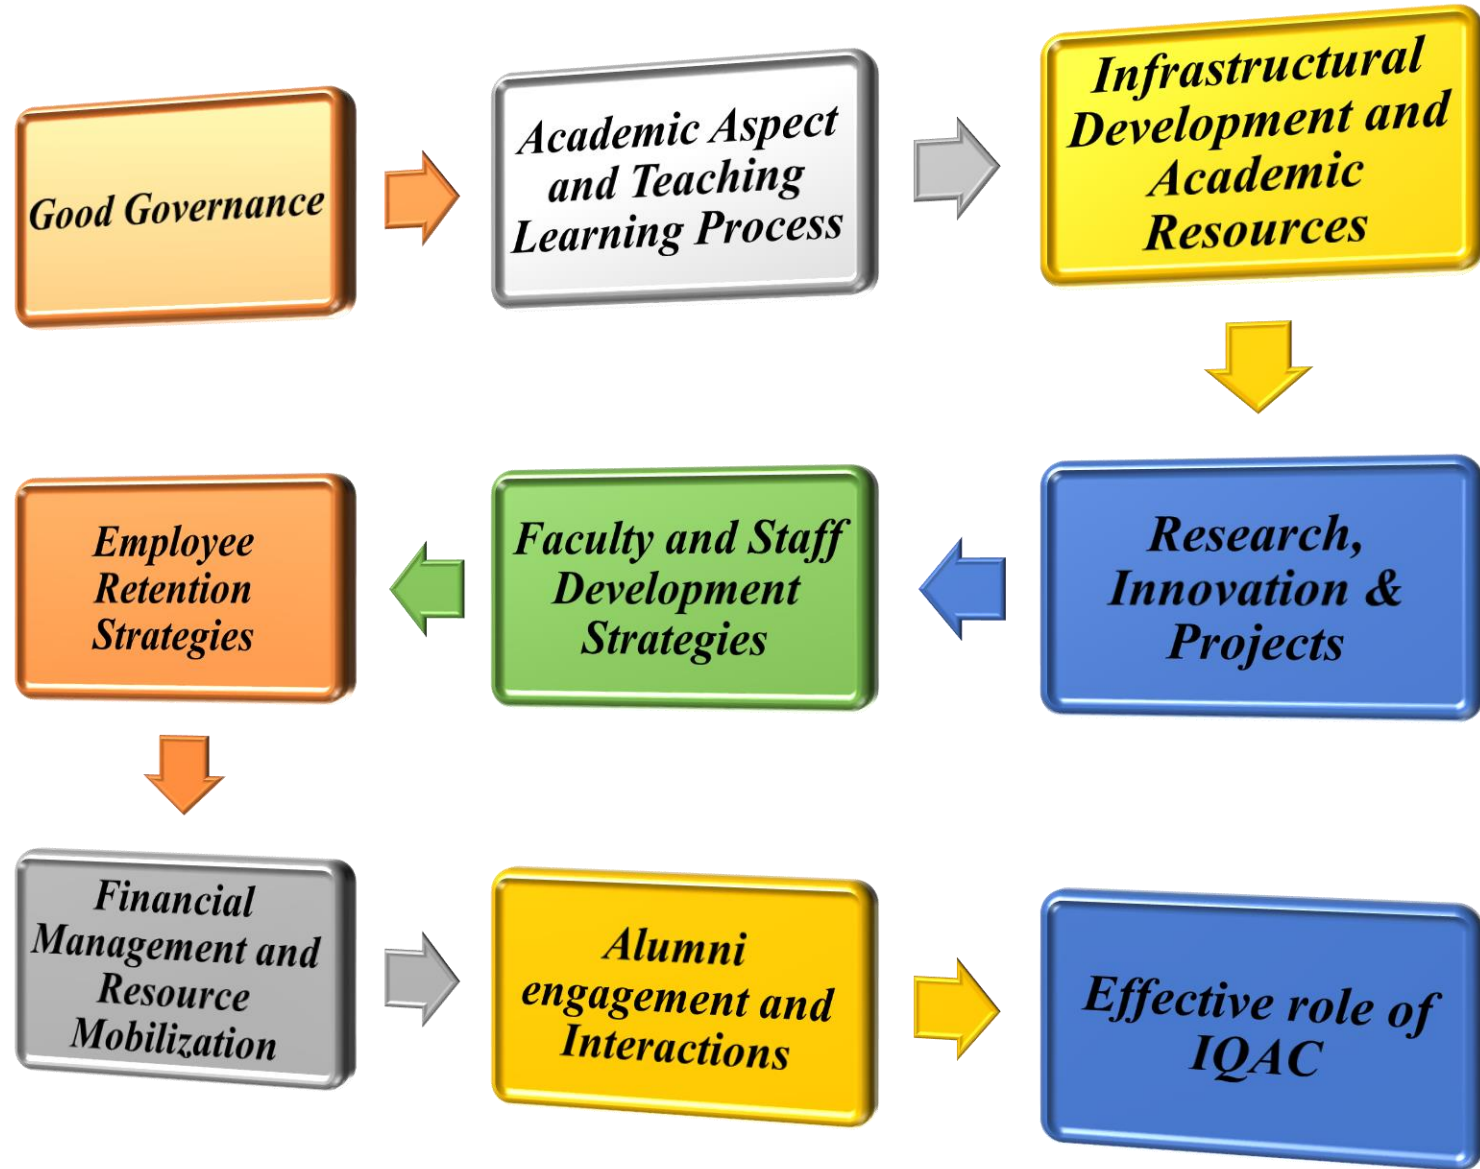 Good Governance
Academic Aspect
and Teaching
Learning Process
Infrastructural
Development and
Academic
Resources
Research,
Innovation &
Projects
Faculty and Staff
Development
Strategies
Employee
Retention
Strategies
Financial
Management and
Resource
Mobilization
Alumni
engagement and
Interactions
Effective role of
IQAC